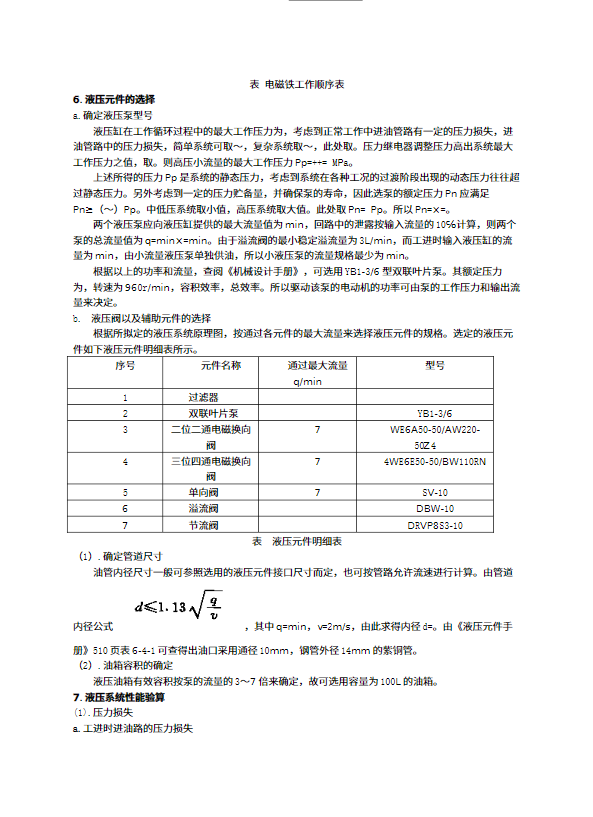 表 电磁铁工作顺序表
6. 液压元件的选择
a. 确定液压泵型号
液压缸在工作循环过程中的最大工作压力为，考虑到正常工作中进油管路有一定的压力损失，进
油管路中的压力损失，简单系统可取～，复杂系统取～，此处取。压力继电器调整压力高出系统最大
工作压力之值，取。则高压小流量的最大工作压力 Pp=++= MPa。
上述所得的压力 Pp 是系统的静态压力，考虑到系统在各种工况的过渡阶段出现的动态压力往往超
过静态压力。另外考虑到一定的压力贮备量，并确保泵的寿命，因此选泵的额定压力 Pn 应满足
Pn≥（～）Pp。中低压系统取小值，高压系统取大值。此处取 Pn= Pp。所以 Pn=×=。
两个液压泵应向液压缸提供的最大流量值为 min，回路中的泄露按输入流量的 10%计算，则两个
泵的总流量值为 q=min×=min。由于溢流阀的最小稳定溢流量为 3L/min，而工进时输入液压缸的流
量为 min，由小流量液压泵单独供油，所以小液压泵的流量规格最少为 min。
根据以上的功率和流量，查阅《机械设计手册》，可选用 YB1-3/6 型双联叶片泵。其额定压力
为，转速为 960r/min，容积效率，总效率。所以驱动该泵的电动机的功率可由泵的工作压力和输出流
量来决定。
b. 液压阀以及辅助元件的选择
根据所拟定的液压系统原理图，按通过各元件的最大流量来选择液压元件的规格。选定的液压元
件如下液压元件明细表所示。
序号 元件名称 通过最大流量 型号
q/min
1 过滤器
2 双联叶片泵 YB1-3/6
3 二位二通电磁换向 7 WE6A50-50/AW220-
阀 50Z4
4 三位四通电磁换向 7 4WE6E50-50/BW110RN
阀
5 单向阀 7 SV-10
6 溢流阀 DBW-10
7 节流阀 DRVP8S3-10
表 液压元件明细表
（1）. 确定管道尺寸
油管内径尺寸一般可参照选用的液压元件接口尺寸而定，也可按管路允许流速进行计算。由管道
内径公式 d≤1.13√(q/v) ，其中 q=min，v=2m/s，由此求得内径 d=。由《液压元件手
册》510 页表 6-4-1 可查得出油口采用通径 10mm，钢管外径 14mm 的紫铜管。
（2）. 油箱容积的确定
液压油箱有效容积按泵的流量的 3～7 倍来确定，故可选用容量为 100L 的油箱。
7. 液压系统性能验算
（1）. 压力损失
a. 工进时进油路的压力损失